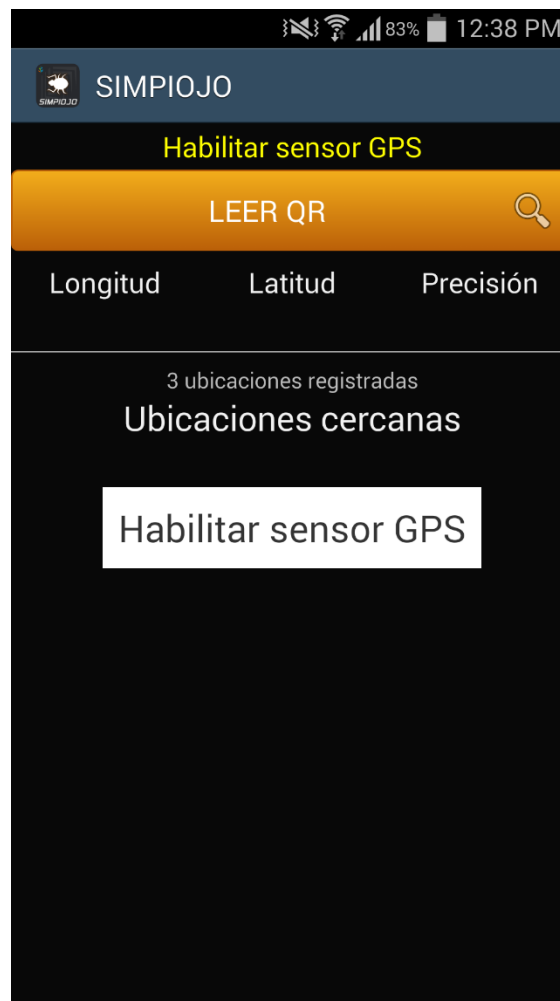 83% 12:38 PM
SIMPIOJO
SIMPIOJO
Habilitar sensor GPS
LEER QR
Longitud Latitud Precisión
3 ubicaciones registradas
Ubicaciones cercanas
Habilitar sensor GPS